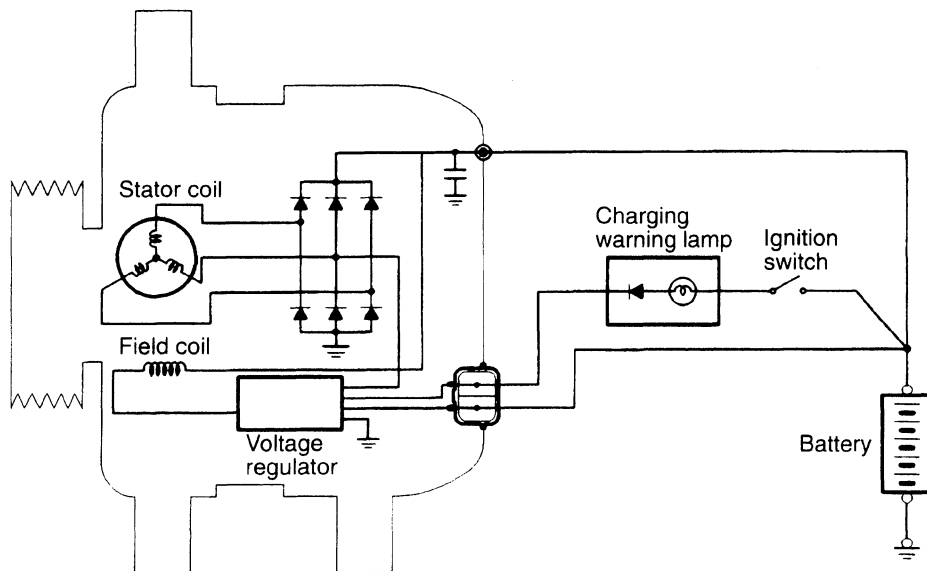 Stator coil
Charging
warning lamp
Ignition
switch
Field coil
Voltage
regulator
Battery